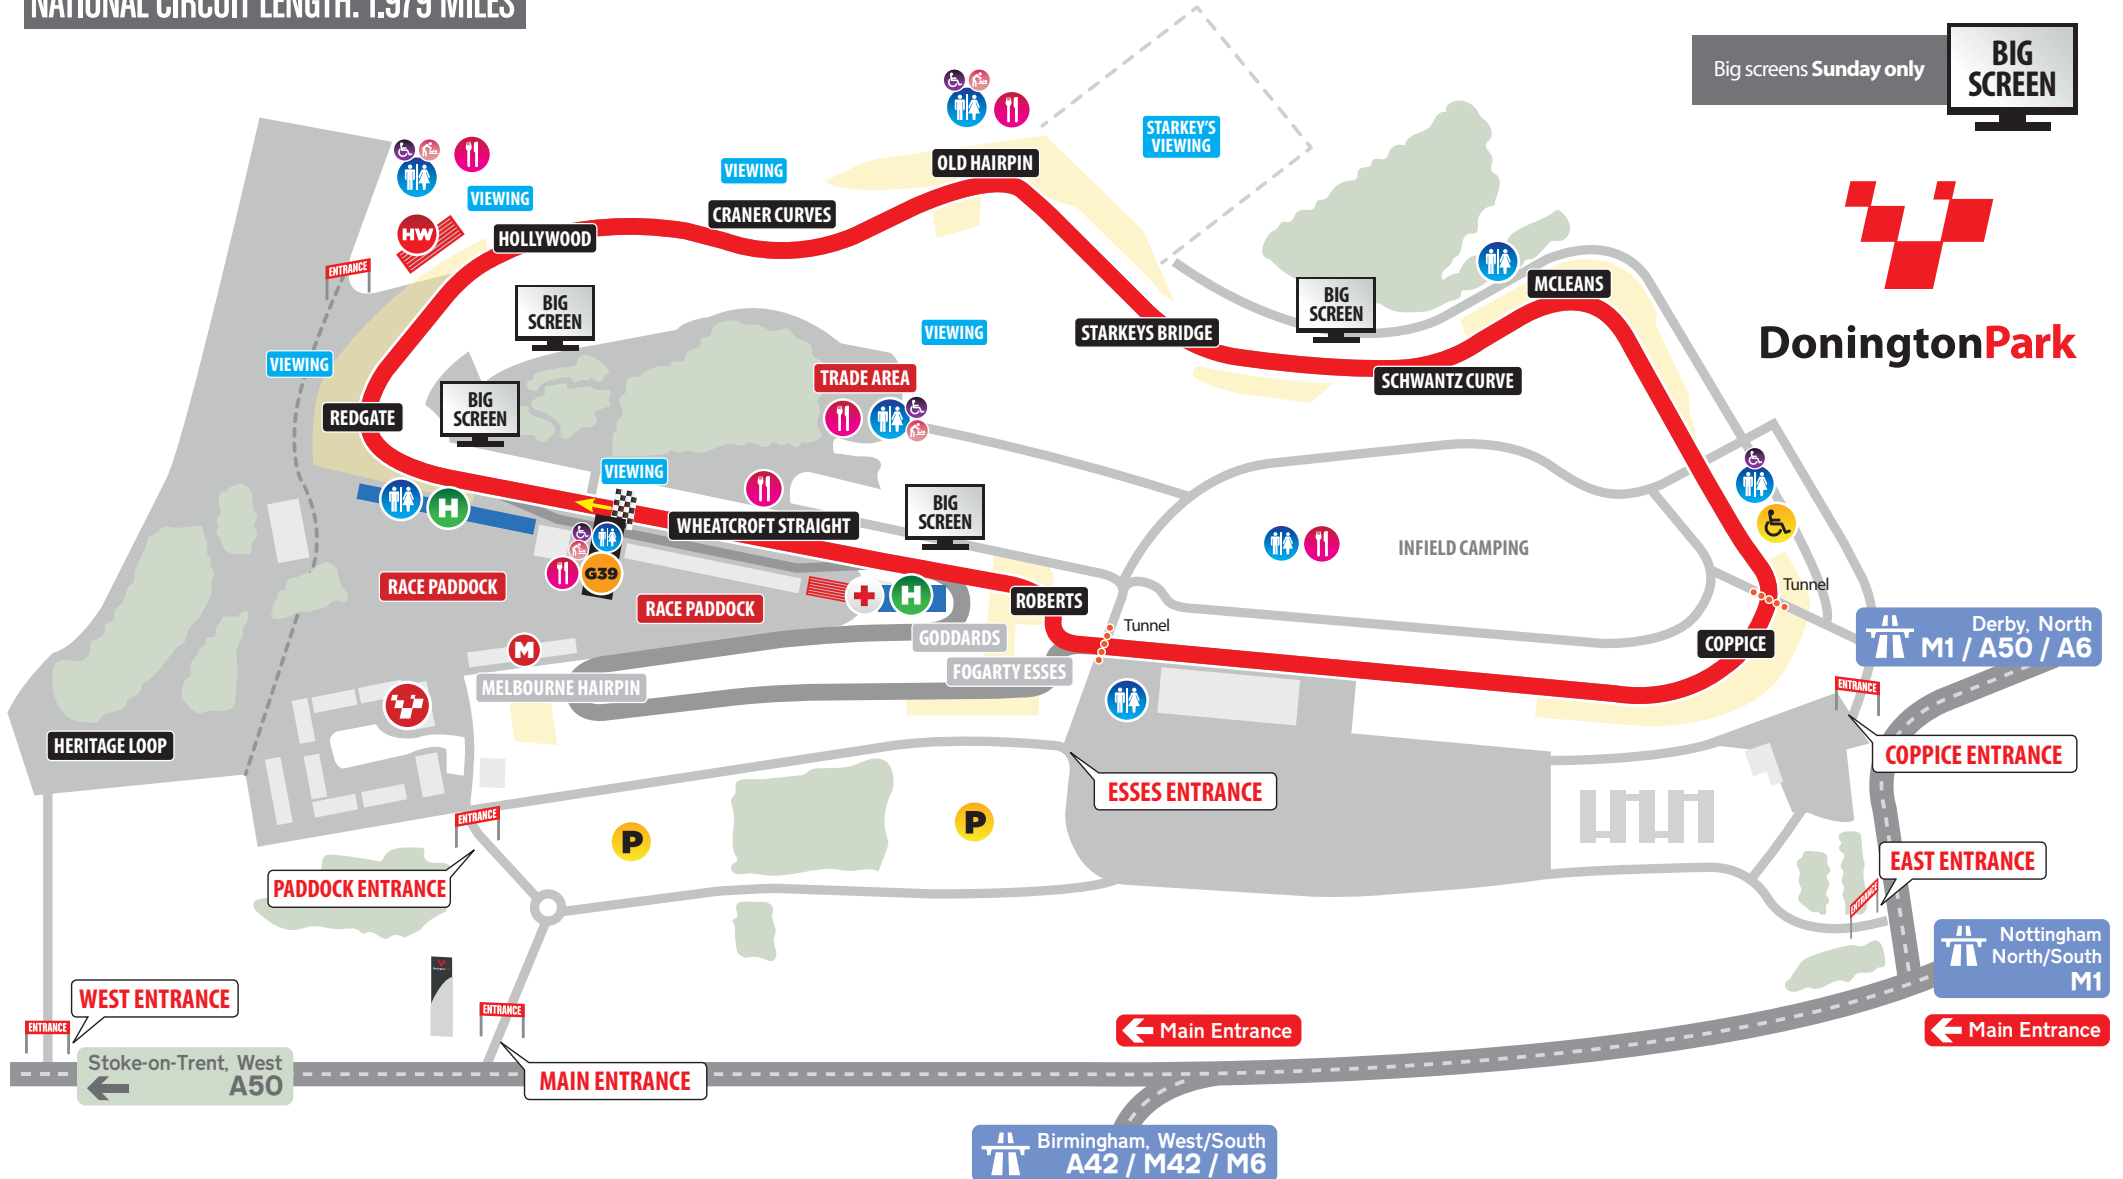 NATIONAL CIRCUIT LENGTH: 1.979 MILES
Big screens Sunday only
BIG
SCREEN
DoningtonPark
STARKEY'S
VIEWING
OLD HAIRPIN
VIEWING
CRANER CURVES
VIEWING
HW
HOLLYWOOD
ENTRANCE
BIG
SCREEN
BIG
SCREEN
MCLEANS
VIEWING
STARKEYS BRIDGE
SCHWANTZ CURVE
VIEWING
TRADE AREA
REDGATE
BIG
SCREEN
VIEWING
H
WHEATCROFT STRAIGHT
BIG
SCREEN
INFIELD CAMPING
G39
RACE PADDOCK
RACE PADDOCK
H
ROBERTS
Tunnel
Tunnel
GODDARDS
FOGARTY ESSES
COPPICE
M
MELBOURNE HAIRPIN
HERITAGE LOOP
Derby, North
M1 / A50 / A6
ENTRANCE
COPPICE ENTRANCE
ESSES ENTRANCE
ENTRANCE
P
P
PADDOCK ENTRANCE
EAST ENTRANCE
ENTRANCE
Nottingham
North/South
M1
WEST ENTRANCE
ENTRANCE
ENTRANCE
Main Entrance
Main Entrance
Stoke-on-Trent, West
A50
MAIN ENTRANCE
Birmingham, West/South
A42 / M42 / M6